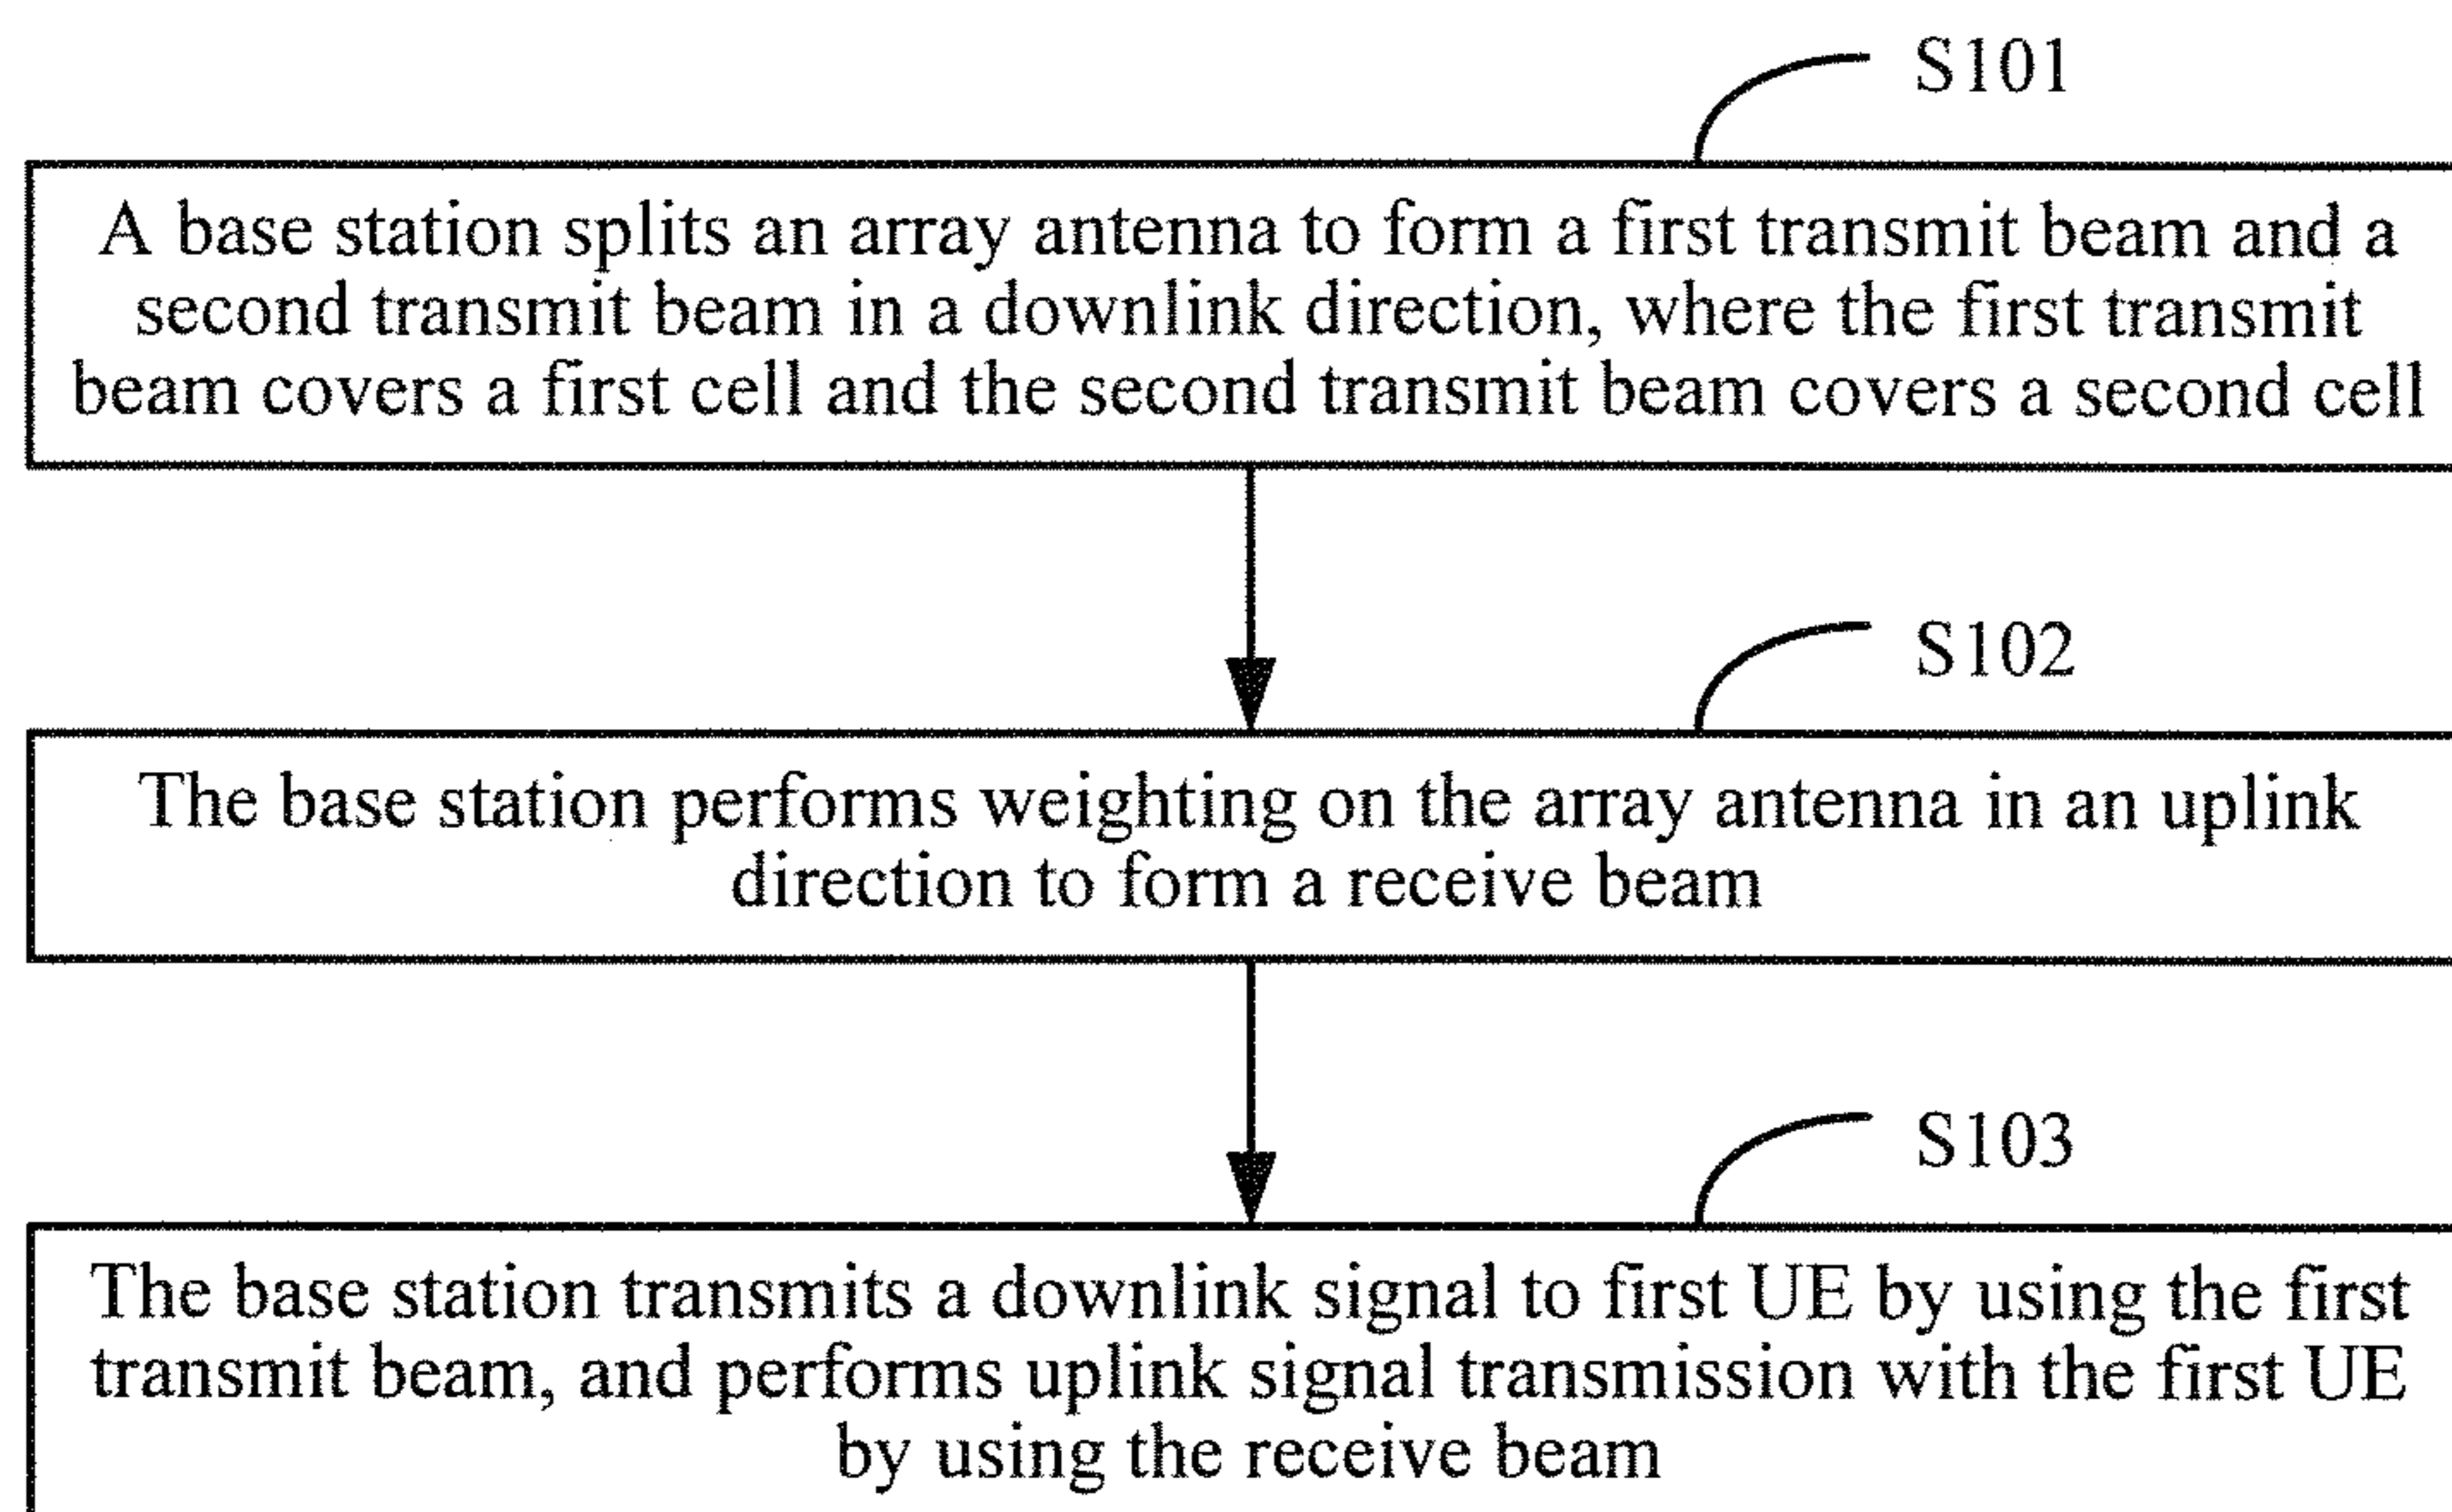 S101
A base station splits an array antenna to form a first transmit beam and a
second transmit beam in a downlink direction, where the first transmit
beam covers a first cell and the second transmit beam covers a second cell
S102
The base station performs weighting on the array antenna in an uplink
direction to form a receive beam
S103
The base station transmits a downlink signal to first UE by using the first
transmit beam, and performs uplink signal transmission with the first UE
by using the receive beam